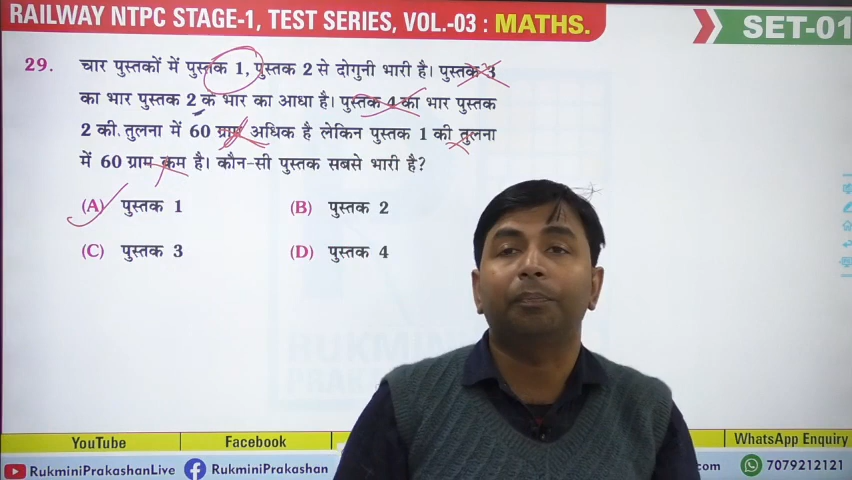 RAILWAY NTPC STAGE-1, TEST SERIES, VOL.-03 : MATHS.
SET-01
29. चार पुस्तकों में पुस्तक 1, पुस्तक 2 से दोगुनी भारी है। पुस्तक 3
का भार पुस्तक 2 के भार का आधा है। पुस्तक 4 का भार पुस्तक
2 की तुलना में 60 ग्राम अधिक है लेकिन पुस्तक 1 की तुलना
में 60 ग्राम कम है। कौन-सी पुस्तक सबसे भारी है?
(A) पुस्तक 1 (B) पुस्तक 2
(C) पुस्तक 3 (D) पुस्तक 4
YouTube Facebook WhatsApp Enquiry
RukminiPrakashanLive RukminiPrakashan com 7079212121